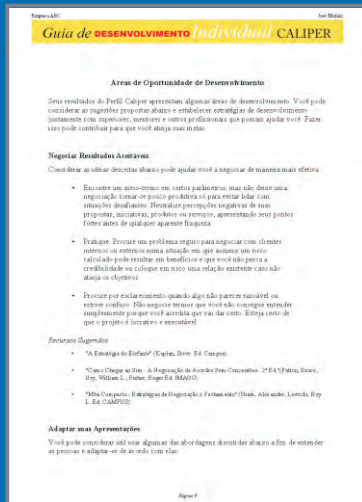 Empresa ABC José Modelo
Guia de DESENVOLVIMENTO Individual CALIPER
Áreas de Oportunidade de Desenvolvimento
Seus resultados do Perfil Caliper apresentam algumas áreas de desenvolvimento. Você pode
considerar as sugestões propostas abaixo e estabelecer estratégias de desenvolvimento
juntamente com superiores, mentores e outros profissionais que possam ajudar você. Fazer
isso pode contribuir para que você atinja suas metas.
Negociar Resultados Aceitáveis
Considerar as idéias descritas abaixo pode ajudar você a negociar de maneira mais efetiva.
• Encontre um meio-termo em certos parâmetros, mas não deixe uma
negociação tornar-se pouco produtiva só para evitar lidar com
situações desafiantes. Neutralize percepções negativas de suas
propostas, iniciativas, produtos ou serviços, apresentando seus pontos
fortes antes de qualquer aparente fraqueza.
• Pratique. Procure um problema seguro para negociar com clientes
internos ou externos numa situação em que assumir um risco
calculado pode resultar em benefícios e que você não perca a
credibilidade ou coloque em risco uma relação existente caso não
atinja os objetivos.
• Procure por esclarecimento quando algo não parecer razoável ou
estiver confuso. Não negocie termos que você não consegue entender
simplesmente porque você acredita que vai dar certo. Esteja certo de
que o projeto é lucrativo e executável.
Recursos Sugeridos
• "A Estratégia do Elefante" (Kaplan, Steve. Ed. Campus)
• "Como Chegar ao Sim - A Negociação de Acordos Sem Concessões - 2ª Ed."(Patton, Bruce,
Ury, William L., Fisher, Roger Ed. IMAGO)
• "Mba Compacto - Estratégias de Negociação e Fechamento" (Hiam, Alexander, Lewicki, Roy
J. Ed. CAMPUS)
Adaptar suas Apresentações
Você pode considerar útil usar algumas das abordagens discutidas abaixo a fim de entender
as pessoas e adaptar-se de acordo com elas:
Página 4